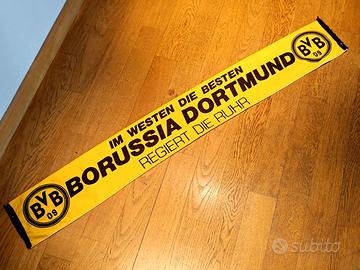 BVB
09
IM WESTEN DIE BESTEN
BORUSSIA DORTMUND
REGIERT DIE RUHR
BVB
09
subito